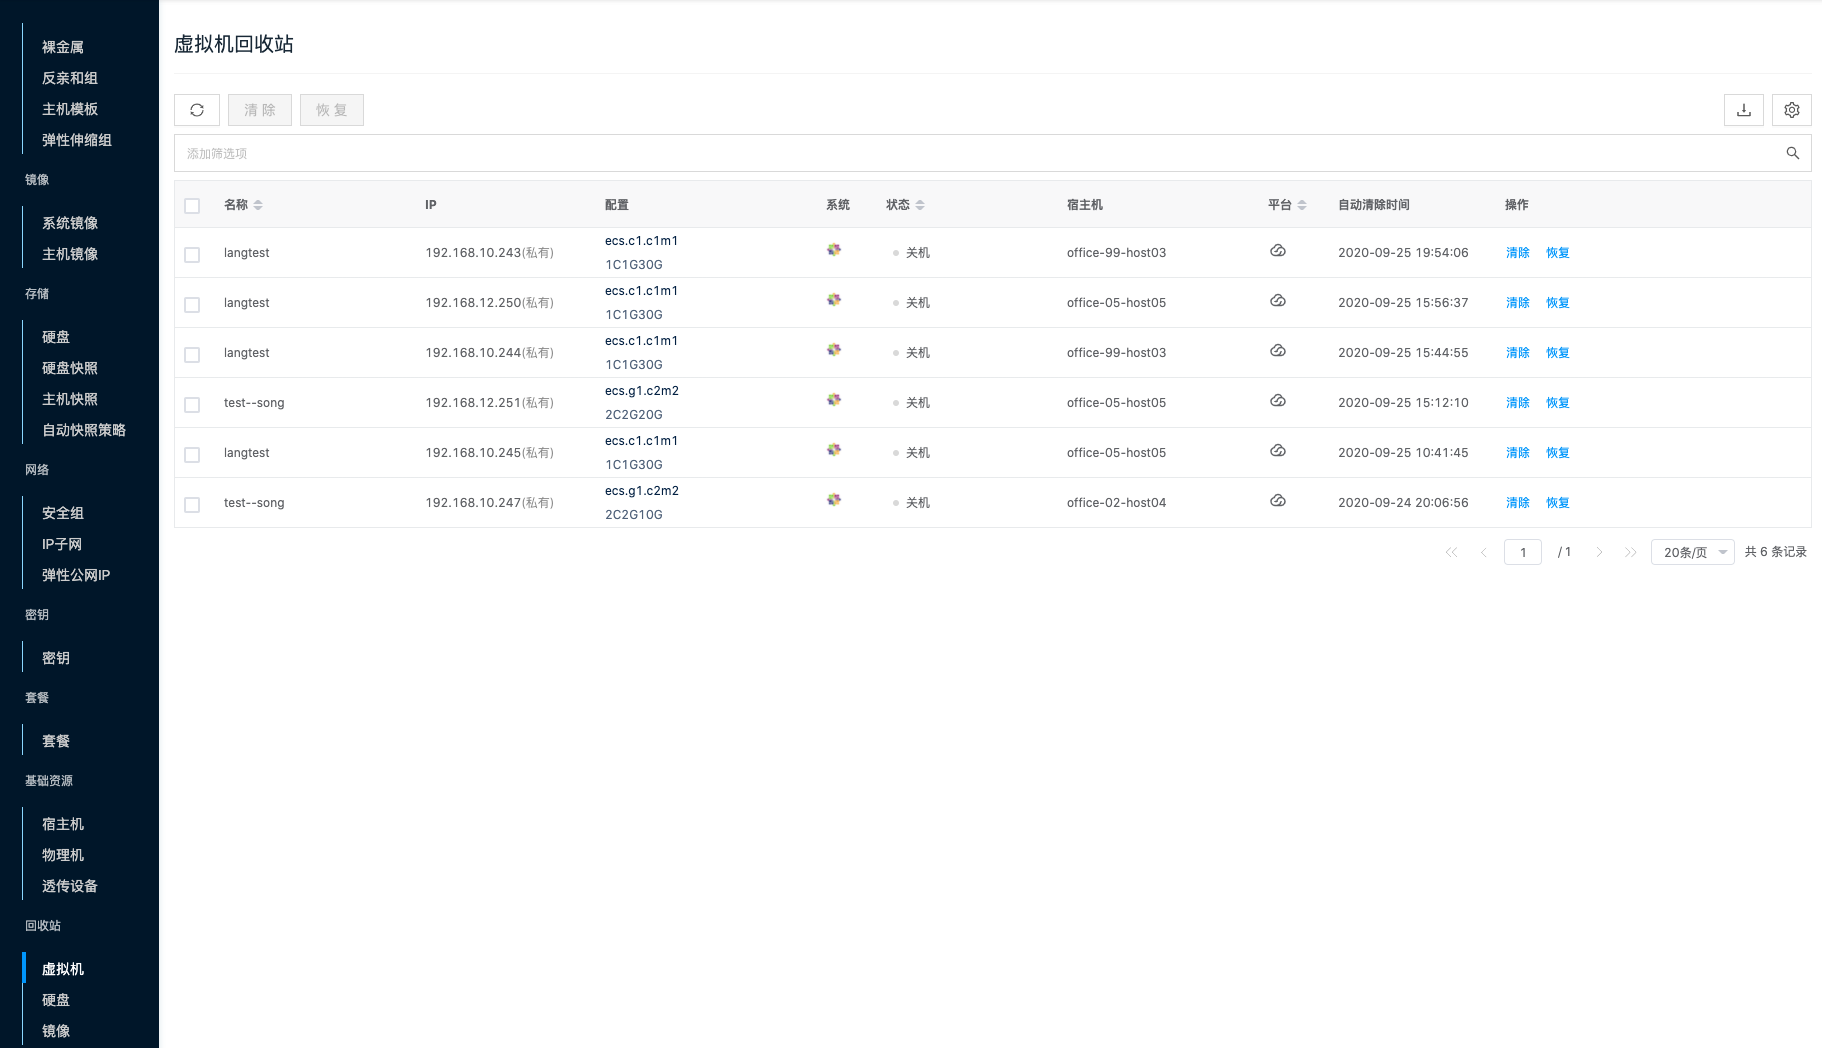 裸金属
反亲和组
主机模板
弹性伸缩组
镜像
系统镜像
主机镜像
存储
硬盘
硬盘快照
主机快照
自动快照策略
网络
安全组
IP子网
弹性公网IP
密钥
密钥
套餐
套餐
基础资源
宿主机
物理机
透传设备
回收站
虚拟机
硬盘
镜像
虚拟机回收站
清 除 恢 复
添加筛选项
名称 IP 配置 系统 状态 宿主机 平台 自动清除时间 操作
langtest 192.168.10.243(私有) ecs.c1.c1m1 关机 office-99-host03 2020-09-25 19:54:06 清除 恢复
1C1G30G
langtest 192.168.12.250(私有) ecs.c1.c1m1 关机 office-05-host05 2020-09-25 15:56:37 清除 恢复
1C1G30G
langtest 192.168.10.244(私有) ecs.c1.c1m1 关机 office-99-host03 2020-09-25 15:44:55 清除 恢复
1C1G30G
test--song 192.168.12.251(私有) ecs.g1.c2m2 关机 office-05-host05 2020-09-25 15:12:10 清除 恢复
2C2G20G
langtest 192.168.10.245(私有) ecs.c1.c1m1 关机 office-05-host05 2020-09-25 10:41:45 清除 恢复
1C1G30G
test--song 192.168.10.247(私有) ecs.g1.c2m2 关机 office-02-host04 2020-09-24 20:06:56 清除 恢复
2C2G10G
1 / 1 20条/页 共 6 条记录